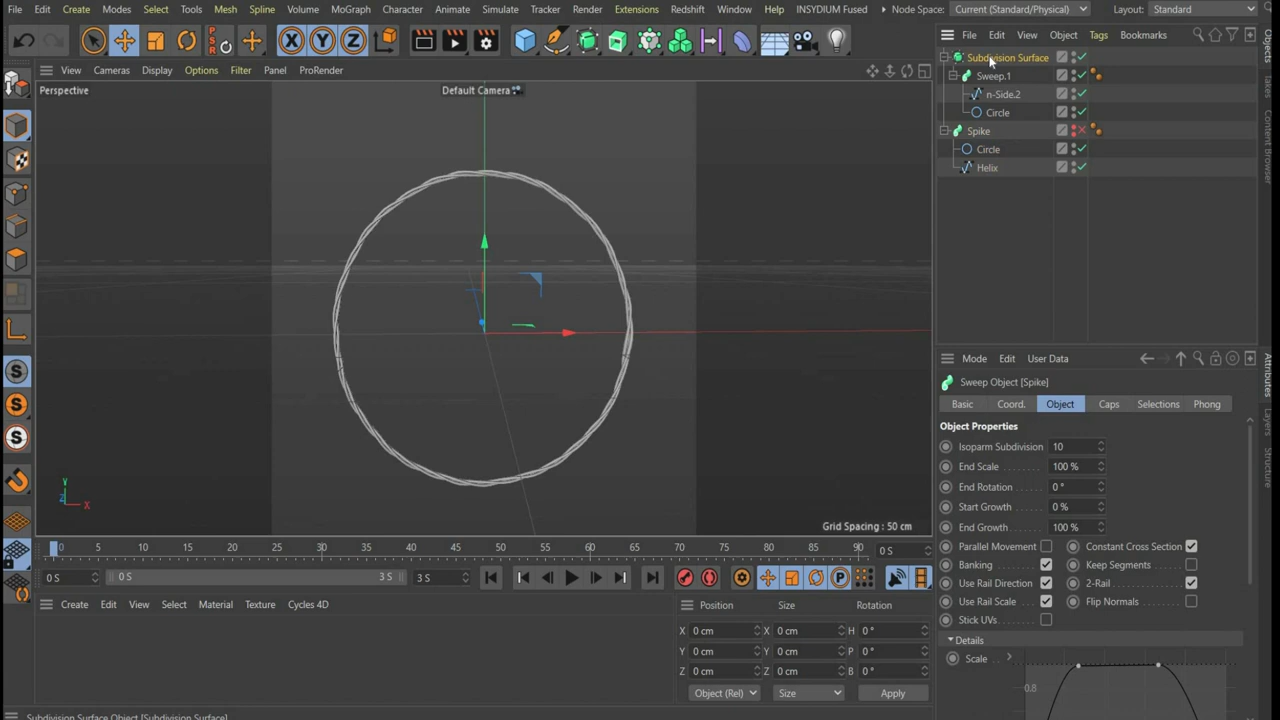 File Edit Create Modes Select Tools Mesh Spline Volume MoGraph Character Animate Simulate Tracker Render Extensions Redshift Window Help INSYDIUM Fused Node Space: Current (Standard/Physical) Layout: Standard
PSR X Y Z
File Edit View Object Tags Bookmarks
View Cameras Display Options Filter Panel ProRender
Perspective
Default Camera
Subdivision Surface
Sweep.1
n-Side.2
Circle
Spike
Circle
Helix
Objects
Takes
Content Browser
Y
Z X
Grid Spacing : 50 cm
Mode Edit User Data
Sweep Object [Spike]
Basic Coord. Object Caps Selections Phong
Object Properties
Isoparm Subdivision 10
End Scale 100 %
End Rotation 0 °
Start Growth 0 %
End Growth 100 %
Parallel Movement Constant Cross Section
Banking Keep Segments
Use Rail Direction 2-Rail
Use Rail Scale Flip Normals
Stick UVs
Details
Scale
0.8
Attributes
Layers
Structure
S
S
S
0 5 10 15 20 25 30 35 40 45 50 55 60 65 70 75 80 85 90 0 S
0 S 0 S 3 S 3 S P
Create Edit View Select Material Texture Cycles 4D
Position Size Rotation
X 0 cm X 0 cm H 0 °
Y 0 cm Y 0 cm P 0 °
Z 0 cm Z 0 cm B 0 °
Object (Rel) Size Apply
Subdivision Surface Object [Subdivision Surface]